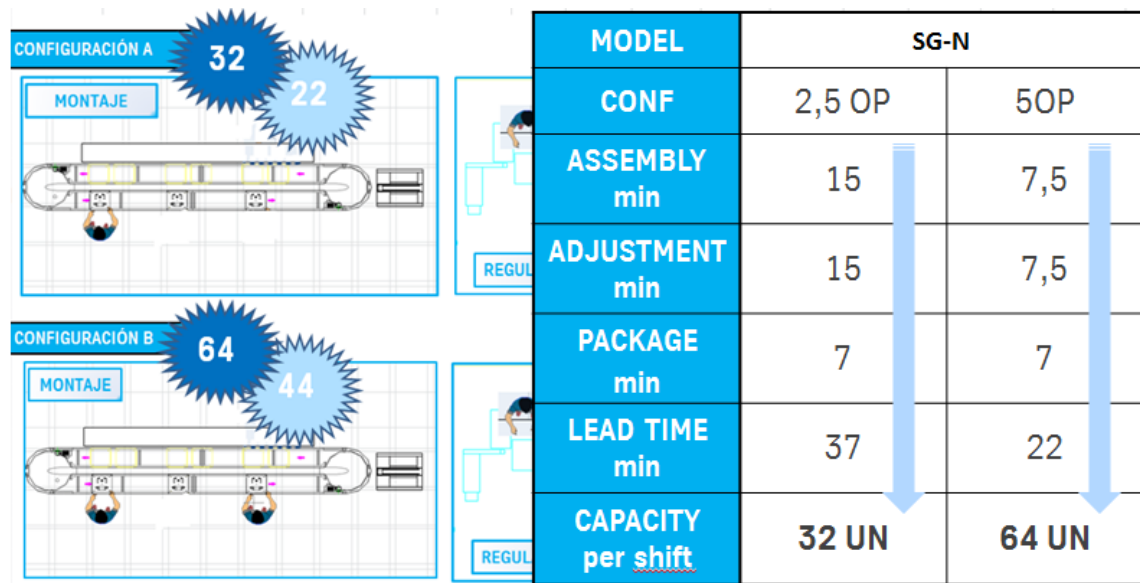 CONFIGURACIÓN A
32
22
MONTAJE
REGUL
CONFIGURACIÓN B
64
44
MONTAJE
REGUL
MODEL SG-N
CONF 2,5 OP 5OP
ASSEMBLY
min 15 7,5
ADJUSTMENT
min 15 7,5
PACKAGE
min 7 7
LEAD TIME
min 37 22
CAPACITY
per shift 32 UN 64 UN